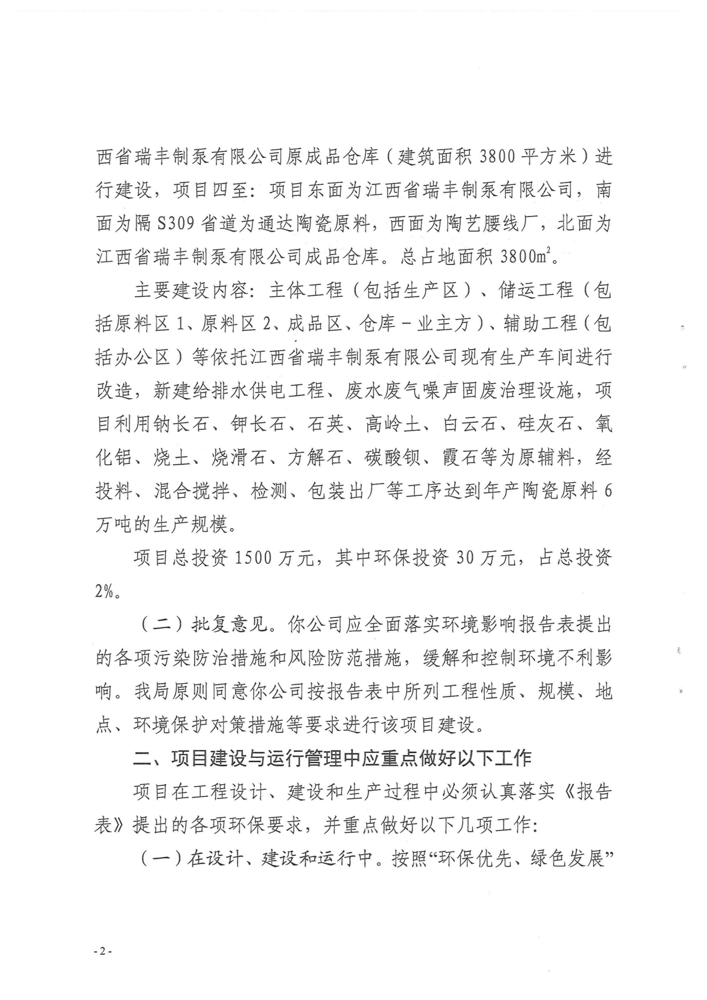 西省瑞丰制泵有限公司原成品仓库（建筑面积 3800 平方米）进
行建设，项目四至：项目东面为江西省瑞丰制泵有限公司，南
面为隔 S309 省道为通达陶瓷原料，西面为陶艺腰线厂，北面为
江西省瑞丰制泵有限公司成品仓库。总占地面积 3800m²。
主要建设内容：主体工程（包括生产区）、储运工程（包
括原料区 1、原料区 2、成品区、仓库－业主方）、辅助工程（包
括办公区）等依托江西省瑞丰制泵有限公司现有生产车间进行
改造，新建给排水供电工程、废水废气噪声固废治理设施，项
目利用钠长石、钾长石、石英、高岭土、白云石、硅灰石、氧
化铝、烧土、烧滑石、方解石、碳酸钡、霞石等为原辅料，经
投料、混合搅拌、检测、包装出厂等工序达到年产陶瓷原料 6
万吨的生产规模。
项目总投资 1500 万元，其中环保投资 30 万元，占总投资
2%。
（二）批复意见。你公司应全面落实环境影响报告表提出
的各项污染防治措施和风险防范措施，缓解和控制环境不利影
响。我局原则同意你公司按报告表中所列工程性质、规模、地
点、环境保护对策措施等要求进行该项目建设。
二、项目建设与运行管理中应重点做好以下工作
项目在工程设计、建设和生产过程中必须认真落实《报告
表》提出的各项环保要求，并重点做好以下几项工作：
（一）在设计、建设和运行中。按照“环保优先、绿色发展”
- 2 -